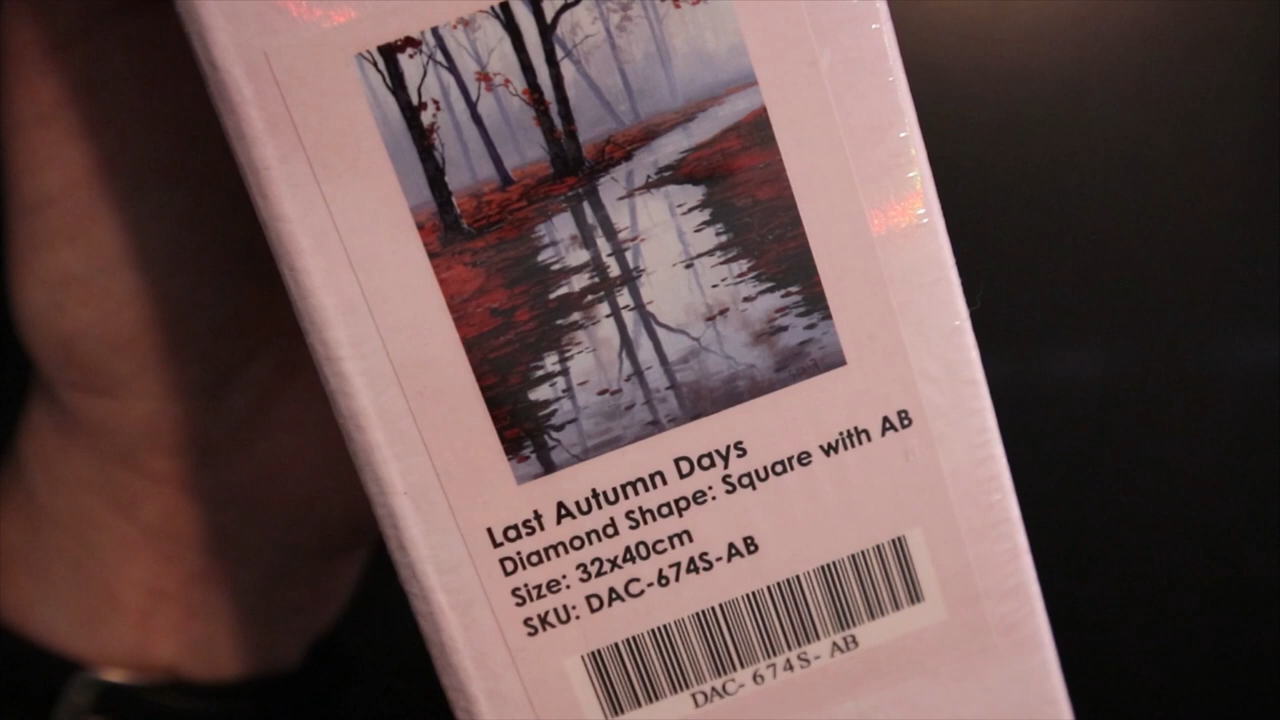 Last Autumn Days
Diamond Shape: Square with AB
Size: 32x40cm
SKU: DAC-674S-AB
DAC- 674S- AB